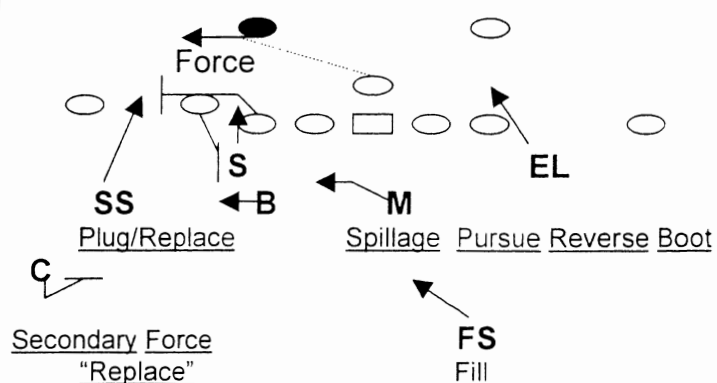 Force
S
EL
SS
B
M
Plug/Replace
Spillage Pursue Reverse Boot
C
Secondary Force
"Replace"
FS
Fill